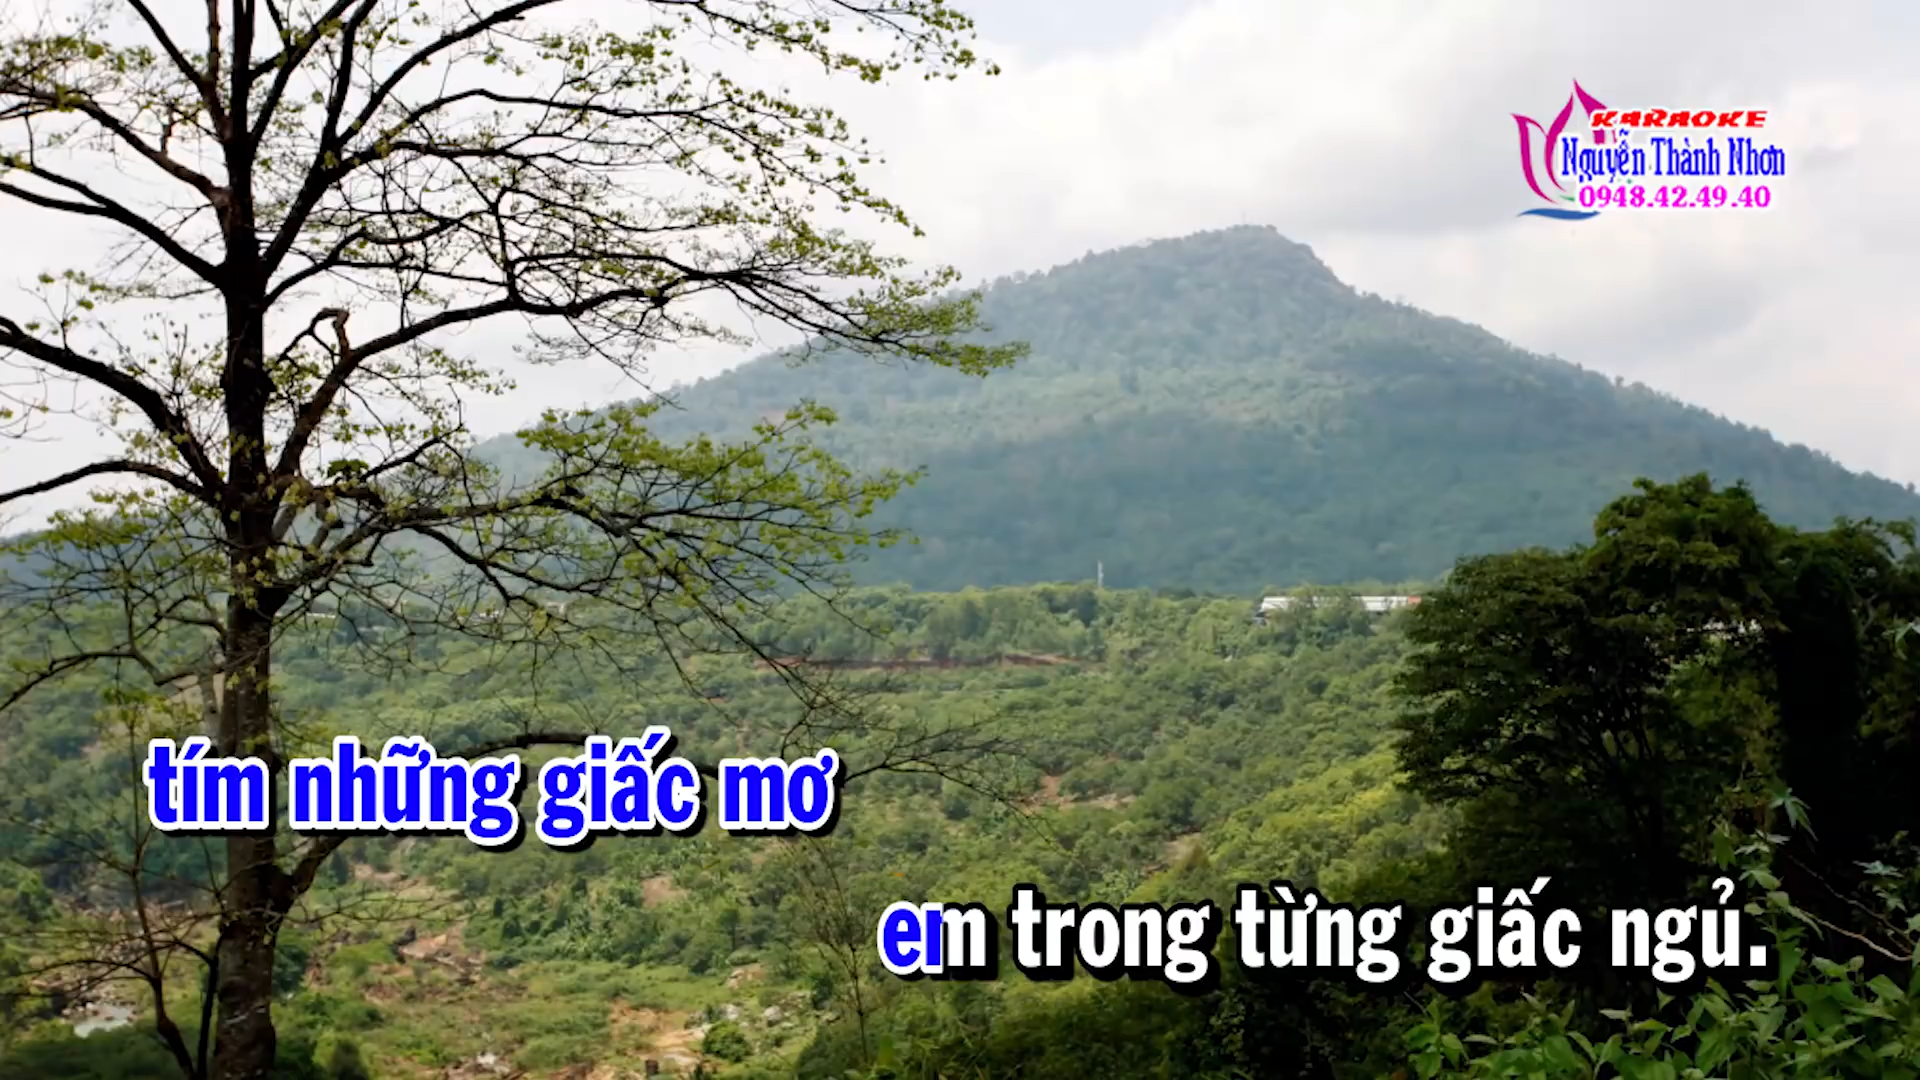 KARAOKE
Nguyễn Thành Nhơn
0948.42.49.40
tím những giấc mơ
em trong từng giấc ngủ.